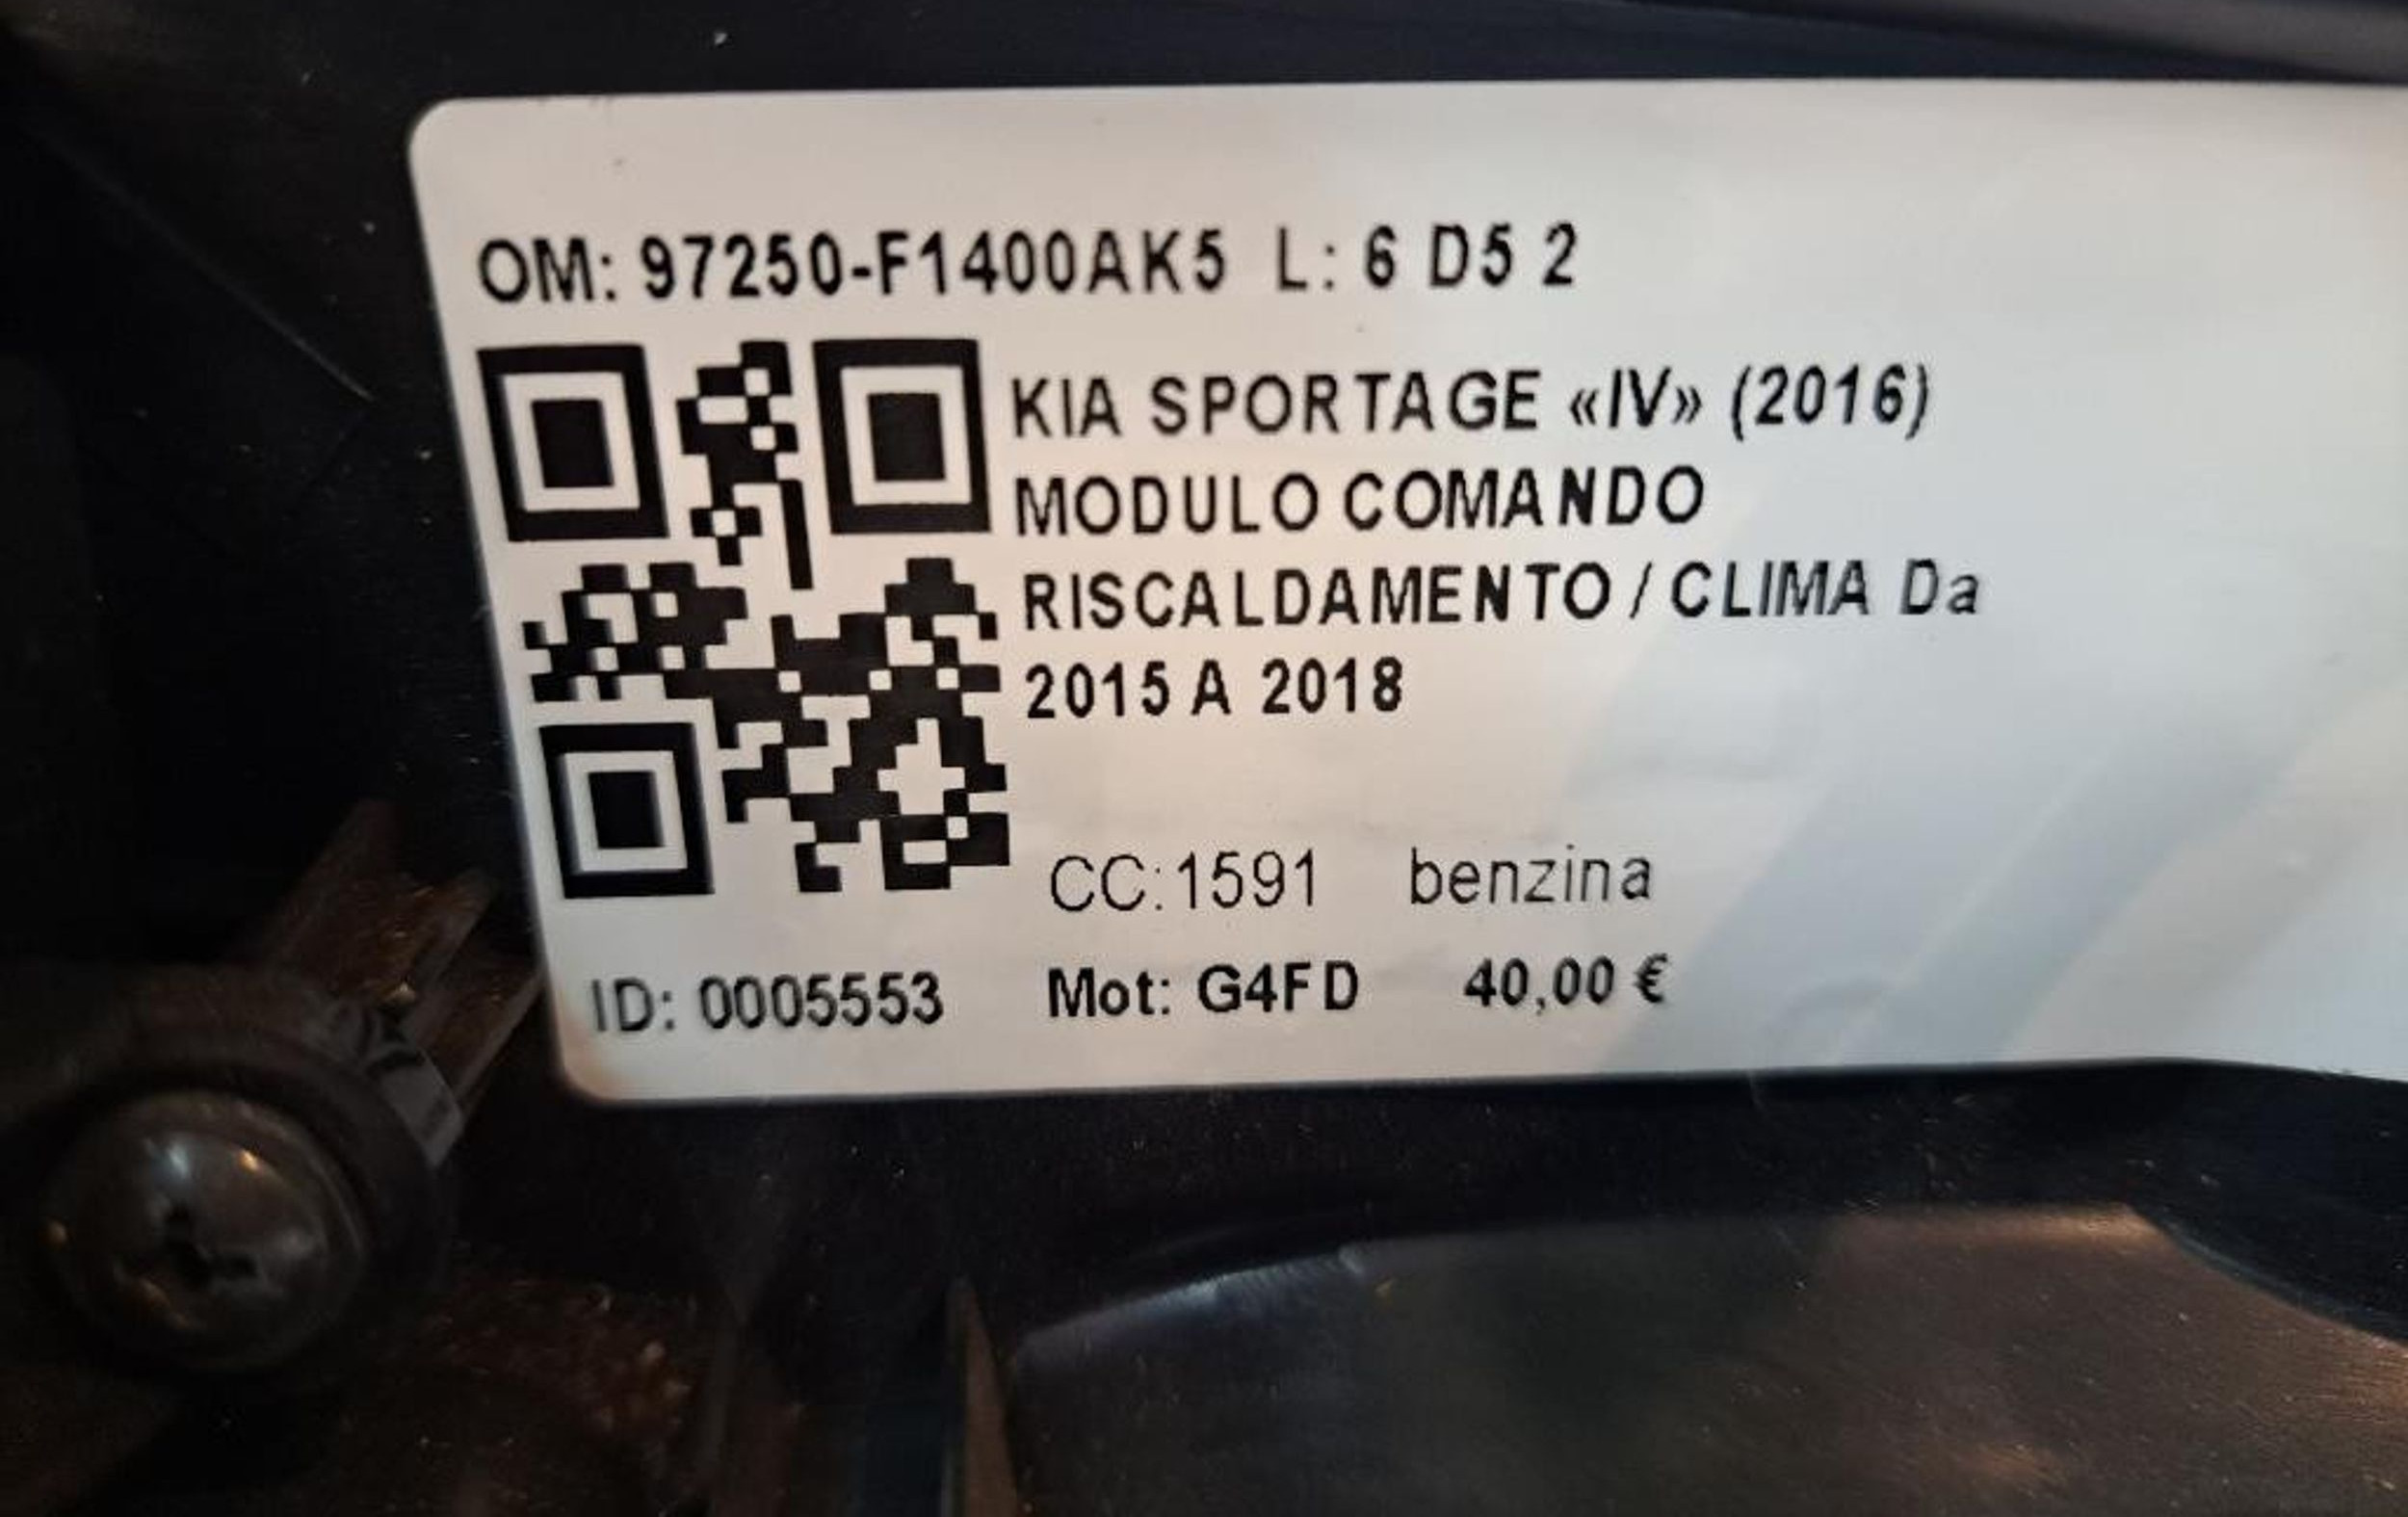 OM: 97250-F1400AK5 L: 6 D5 2
KIA SPORTAGE «IV» (2016)
MODULO COMANDO
RISCALDAMENTO / CLIMA Da
2015 A 2018
CC:1591 benzina
ID: 0005553 Mot: G4FD 40,00 €